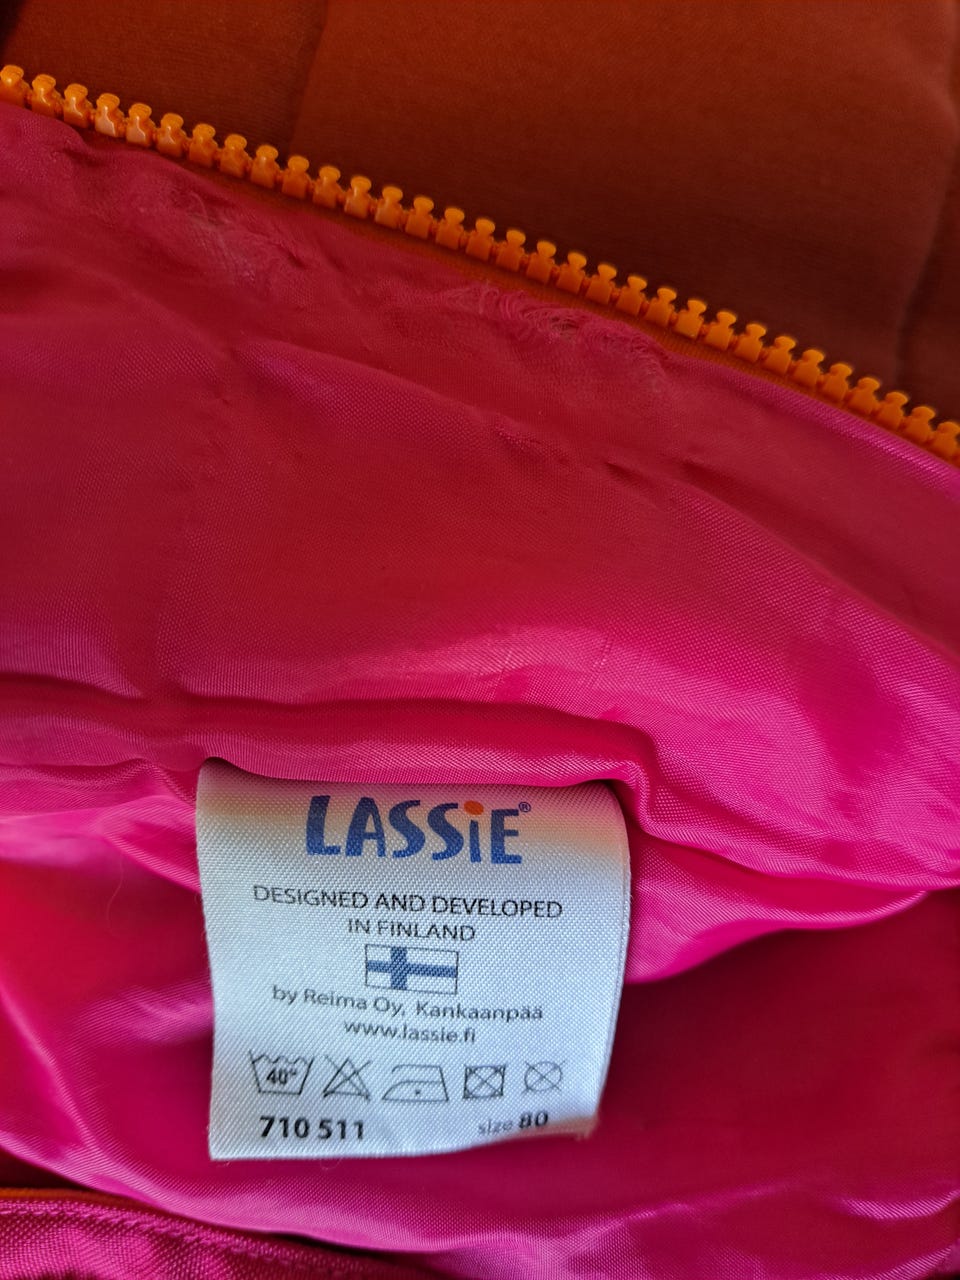 LASSiE®
DESIGNED AND DEVELOPED
IN FINLAND
by Reima Oy, Kankaanpää
www.lassie.fi
40°
710 511 size 80